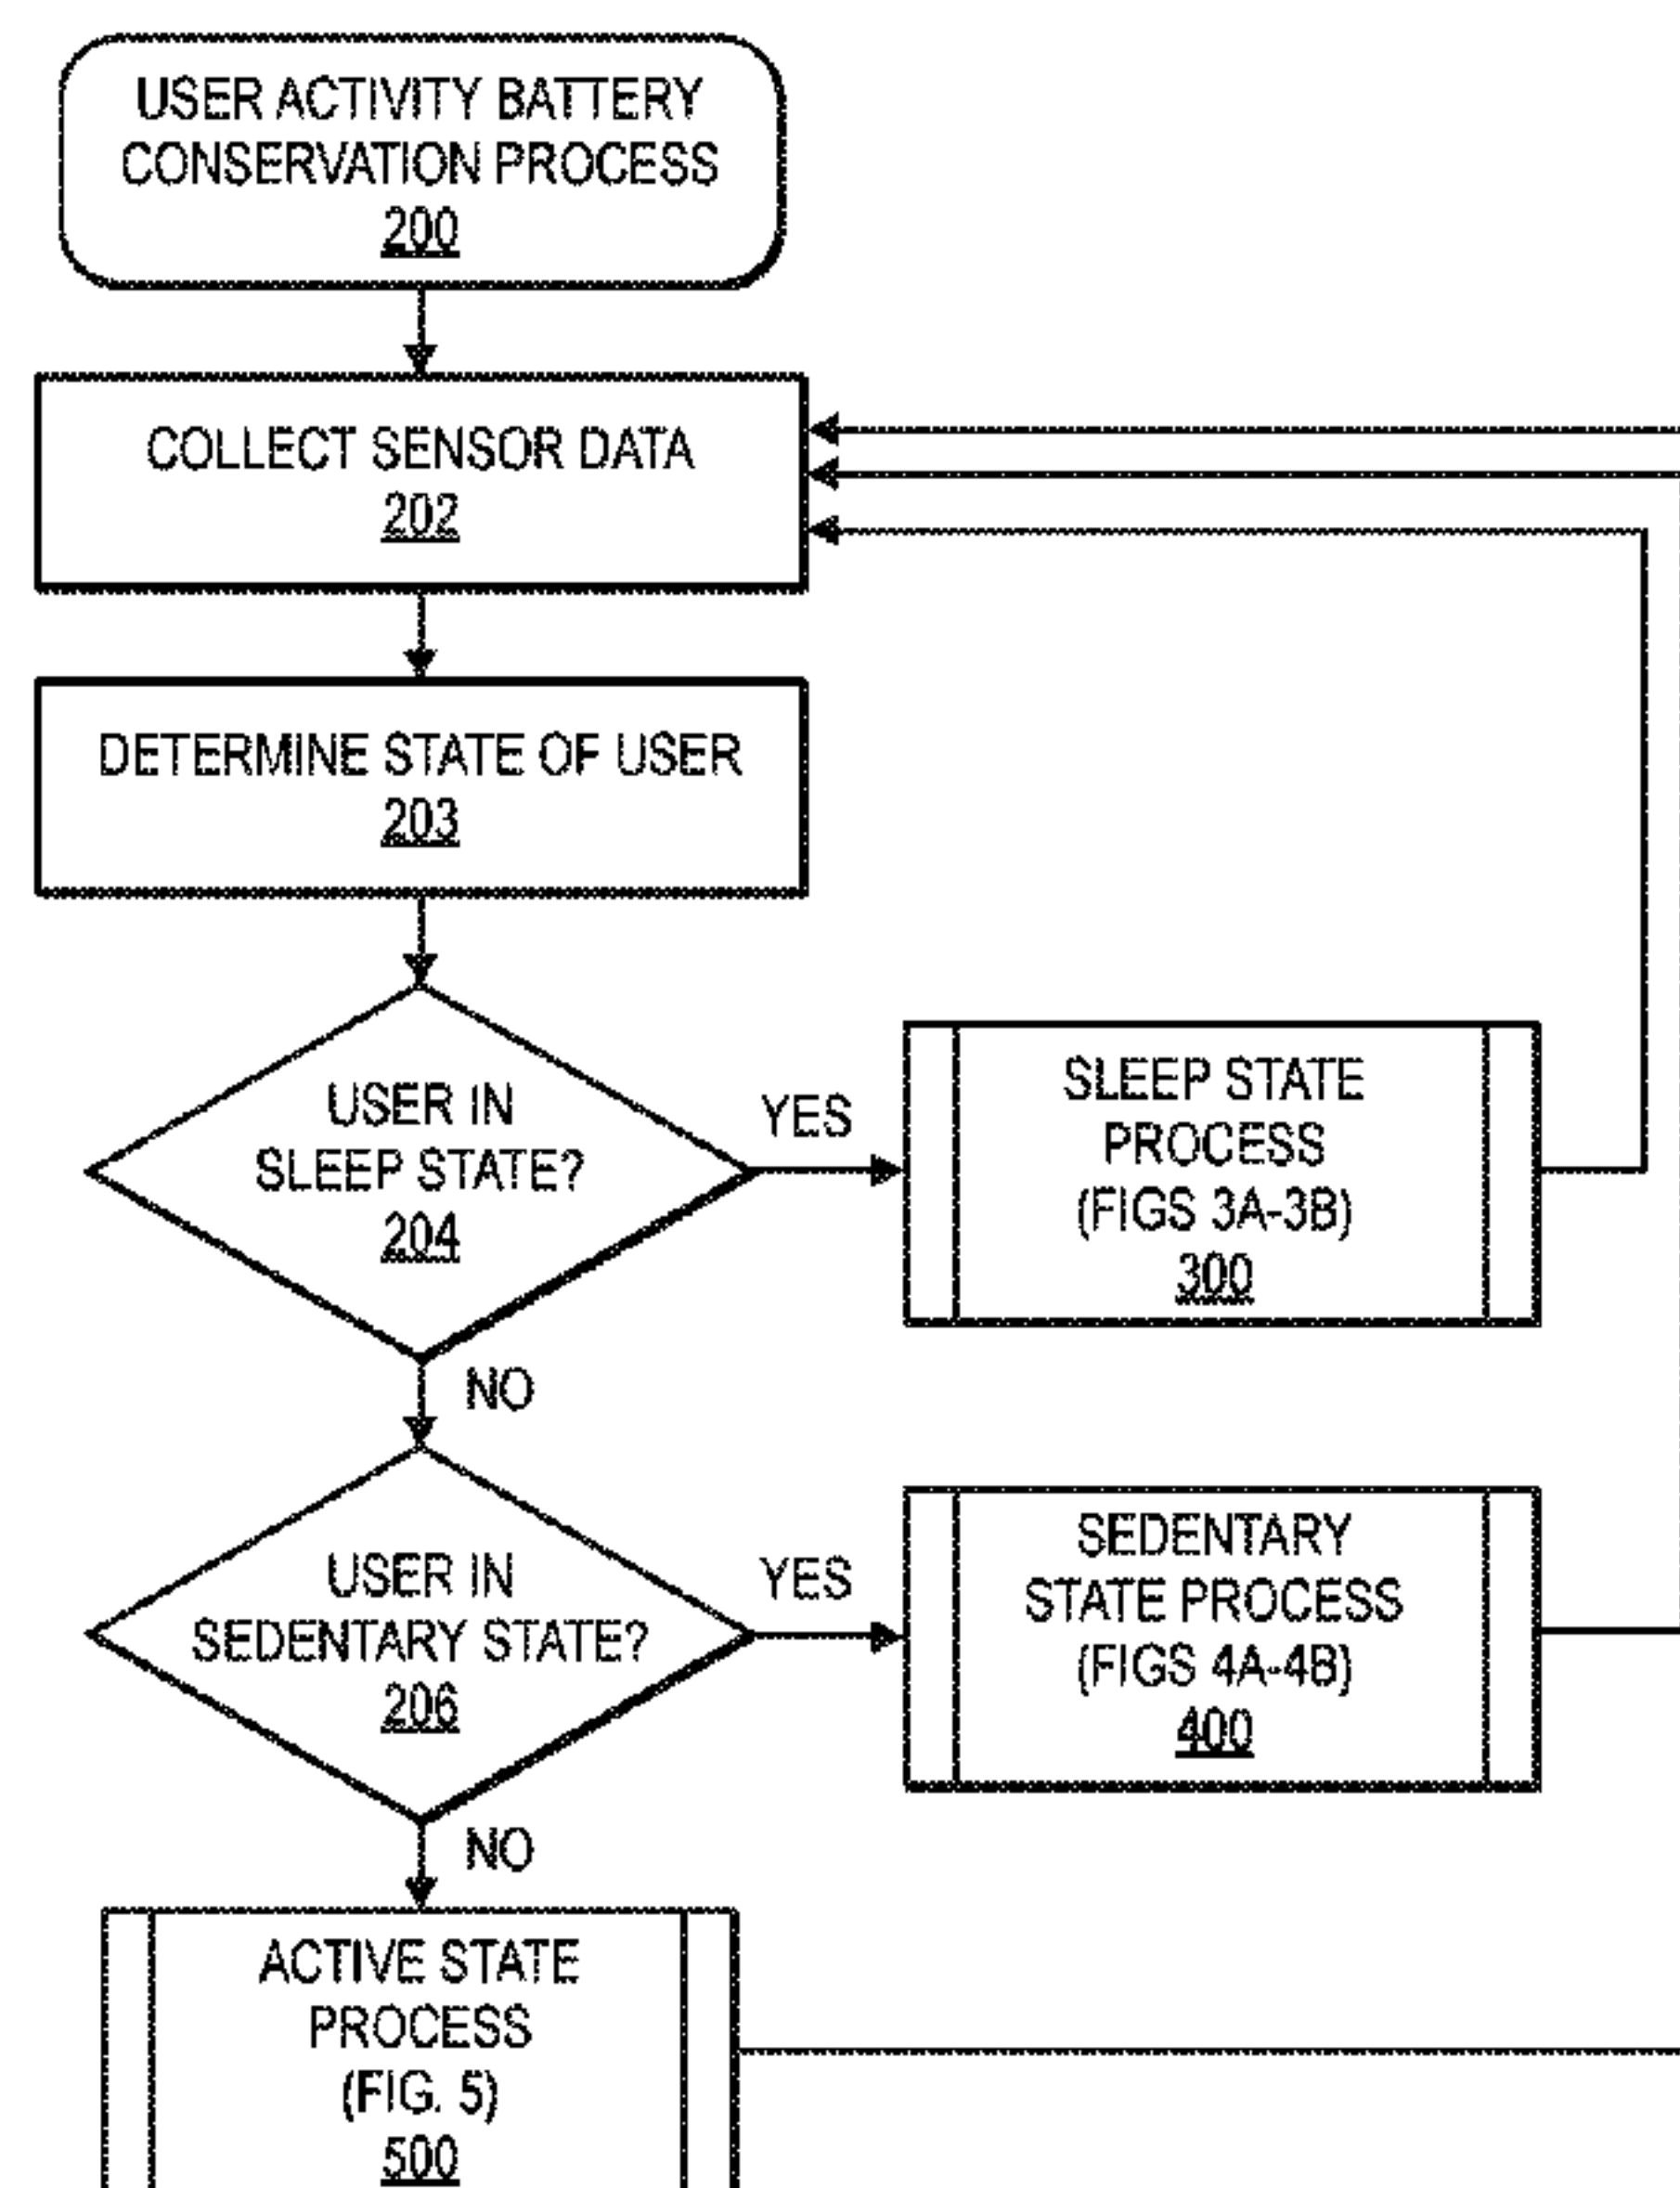 USER ACTIVITY BATTERY
CONSERVATION PROCESS
200
COLLECT SENSOR DATA
202
DETERMINE STATE OF USER
203
USER IN
SLEEP STATE?
204
YES
SLEEP STATE
PROCESS
(FIGS 3A-3B)
300
NO
USER IN
SEDENTARY STATE?
206
YES
SEDENTARY
STATE PROCESS
(FIGS 4A-4B)
400
NO
ACTIVE STATE
PROCESS
(FIG. 5)
500